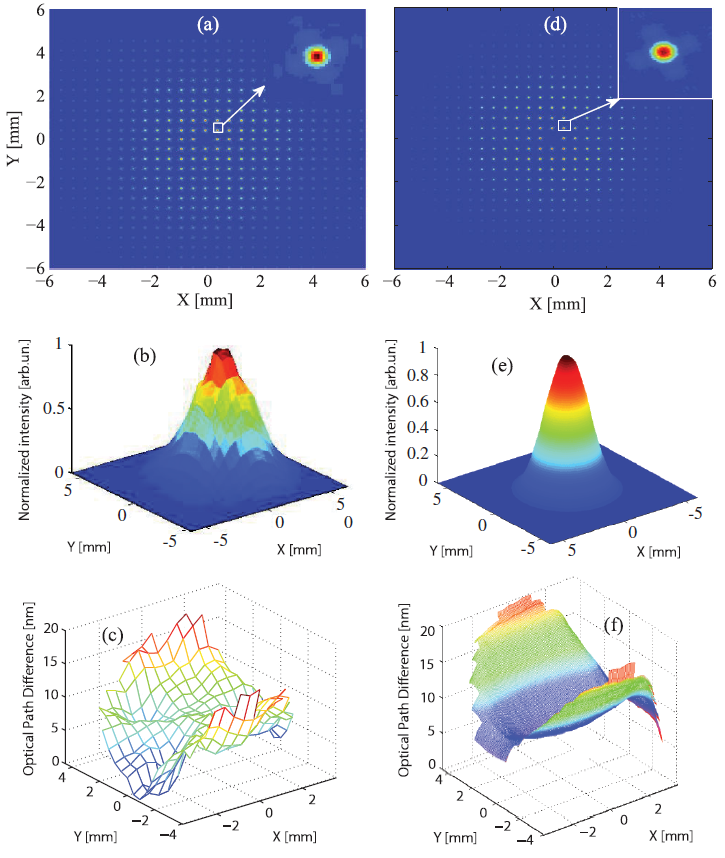 (a)
6
4
2
0
−2
−4
−6
Y [mm]
−6 −4 −2 0 2 4 6
X [mm]
(d)
−6 −4 −2 0 2 4 6
X [mm]
(b)
1
0.5
0
Normalized intensity [arb.un.]
5
0
-5
Y [mm]
-5
0
5
0
X [mm]
(e)
1
0.8
0.6
0.4
0.2
0
Normalized intensity [arb.un.]
5
0
-5
Y [mm]
5
0
-5
X [mm]
(c)
20
15
10
5
0
Optical Path Difference [nm]
4
2
0
−2
−4
Y [mm]
−2
0
2
X [mm]
(f)
20
15
10
5
0
Optical Path Difference [nm]
4
2
0
−2
−4
Y [mm]
−2
0
2
X [mm]